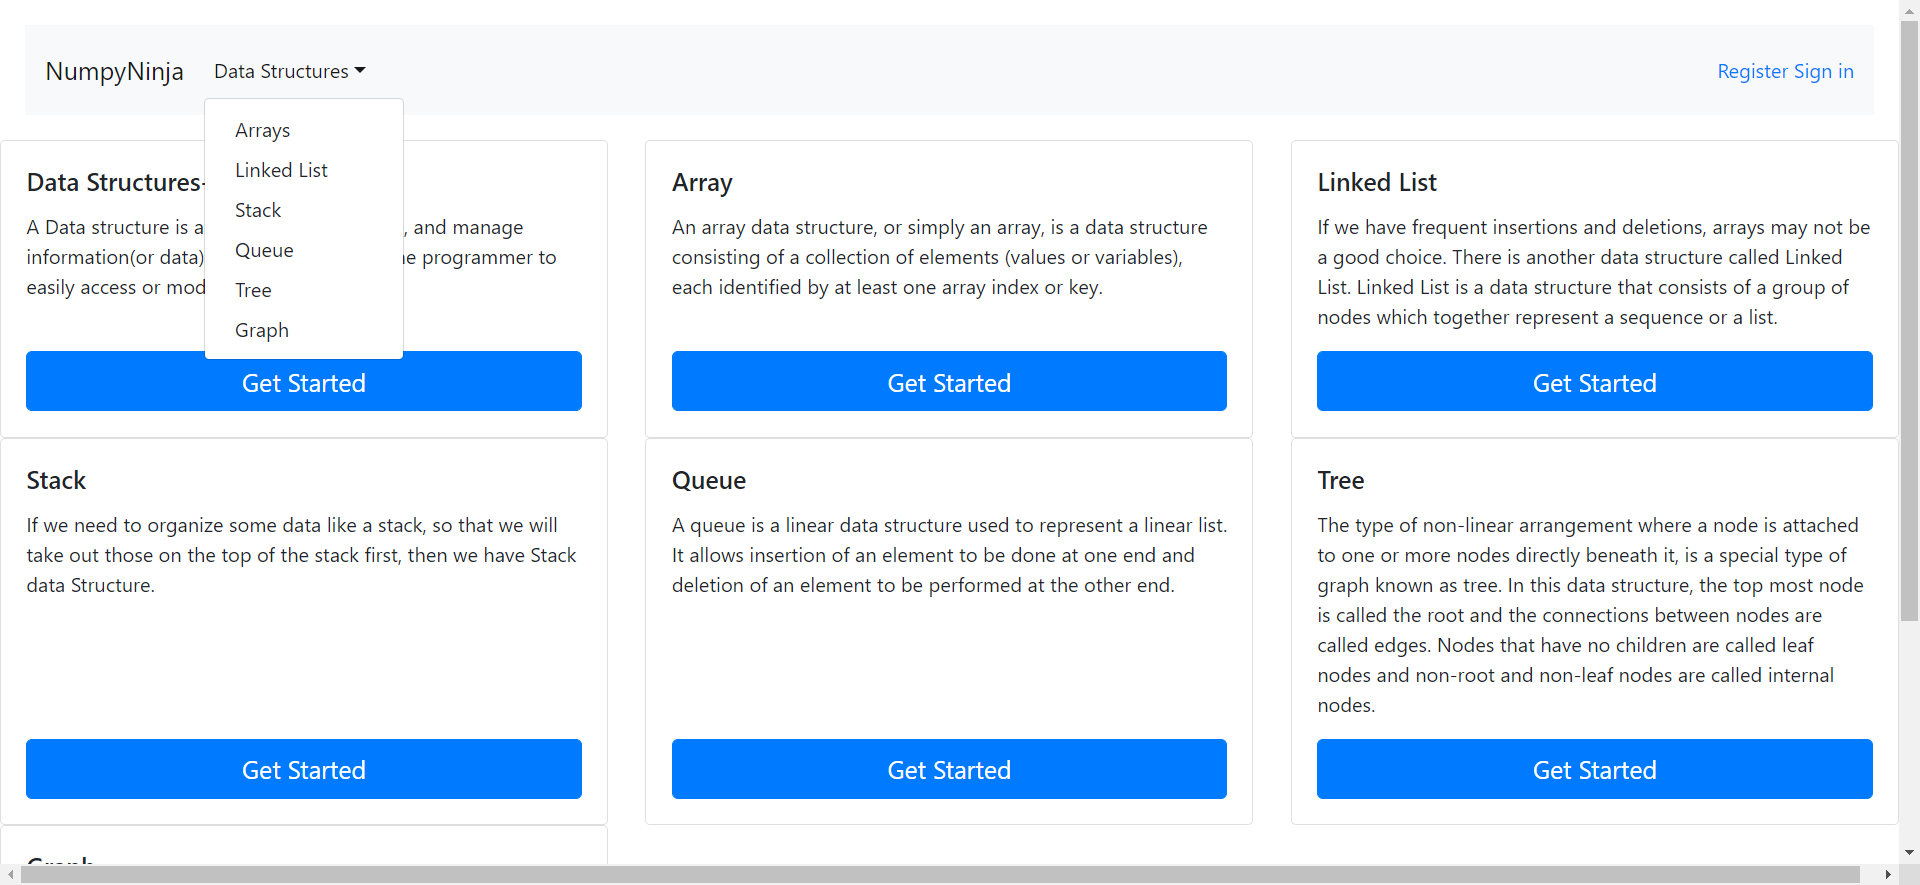 NumpyNinja
Data Structures
Register Sign in
Arrays
Linked List
Stack
Queue
Tree
Graph
Data Structures-
A Data structure is a , and manage
information(or data) e programmer to
easily access or mod
Get Started
Array
An array data structure, or simply an array, is a data structure
consisting of a collection of elements (values or variables),
each identified by at least one array index or key.
Get Started
Linked List
If we have frequent insertions and deletions, arrays may not be
a good choice. There is another data structure called Linked
List. Linked List is a data structure that consists of a group of
nodes which together represent a sequence or a list.
Get Started
Stack
If we need to organize some data like a stack, so that we will
take out those on the top of the stack first, then we have Stack
data Structure.
Get Started
Queue
A queue is a linear data structure used to represent a linear list.
It allows insertion of an element to be done at one end and
deletion of an element to be performed at the other end.
Get Started
Tree
The type of non-linear arrangement where a node is attached
to one or more nodes directly beneath it, is a special type of
graph known as tree. In this data structure, the top most node
is called the root and the connections between nodes are
called edges. Nodes that have no children are called leaf
nodes and non-root and non-leaf nodes are called internal
nodes.
Get Started
Graph